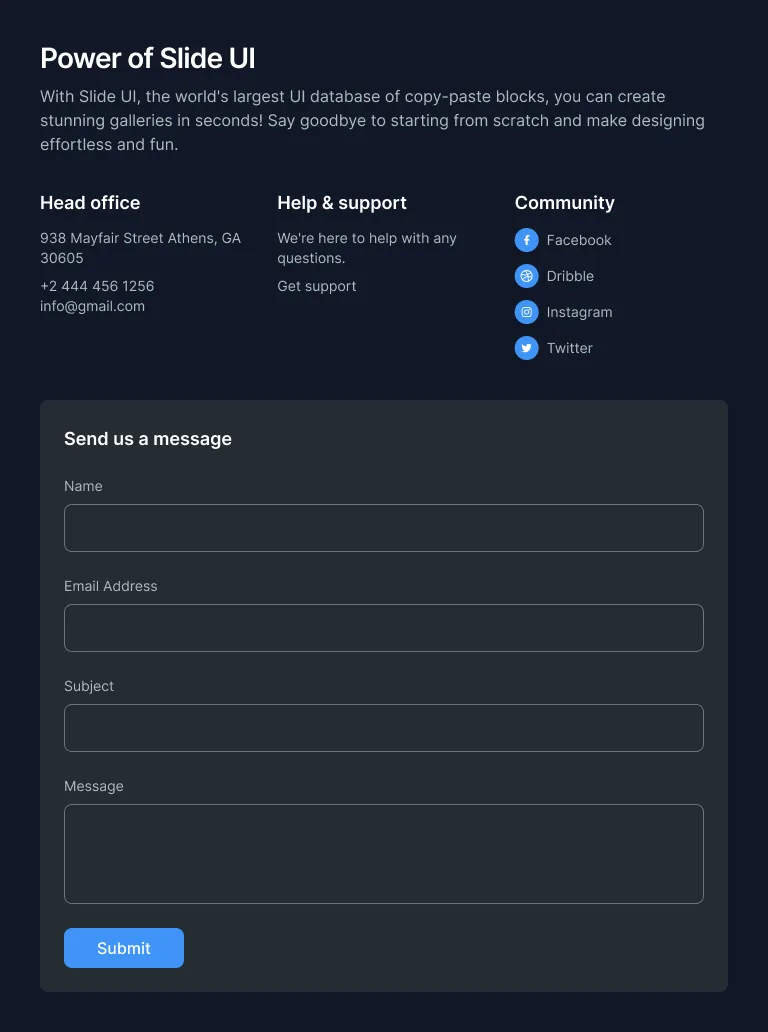 Power of Slide UI
With Slide UI, the world's largest UI database of copy-paste blocks, you can create
stunning galleries in seconds! Say goodbye to starting from scratch and make designing
effortless and fun.
Head office
938 Mayfair Street Athens, GA
30605
+2 444 456 1256
info@gmail.com
Help & support
We're here to help with any
questions.
Get support
Community
Facebook
Dribble
Instagram
Twitter
Send us a message
Name
Email Address
Subject
Message
Submit